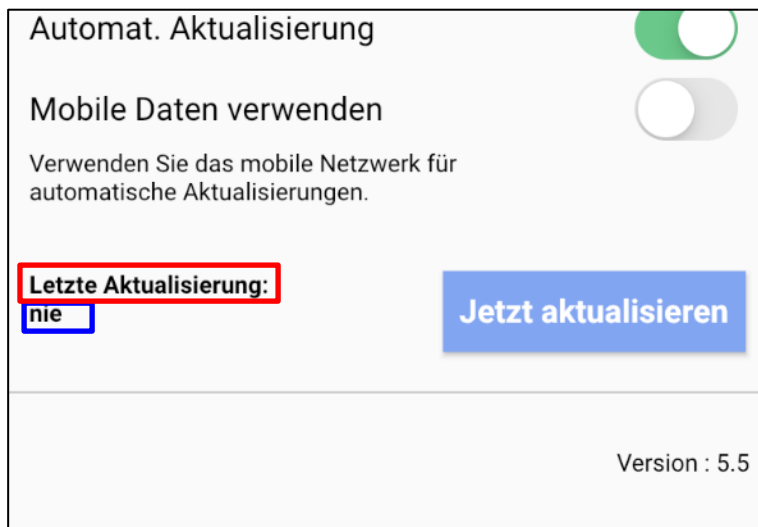 Automat. Aktualisierung
Mobile Daten verwenden
Verwenden Sie das mobile Netzwerk für
automatische Aktualisierungen.
Letzte Aktualisierung:
nie
Jetzt aktualisieren
Version : 5.5